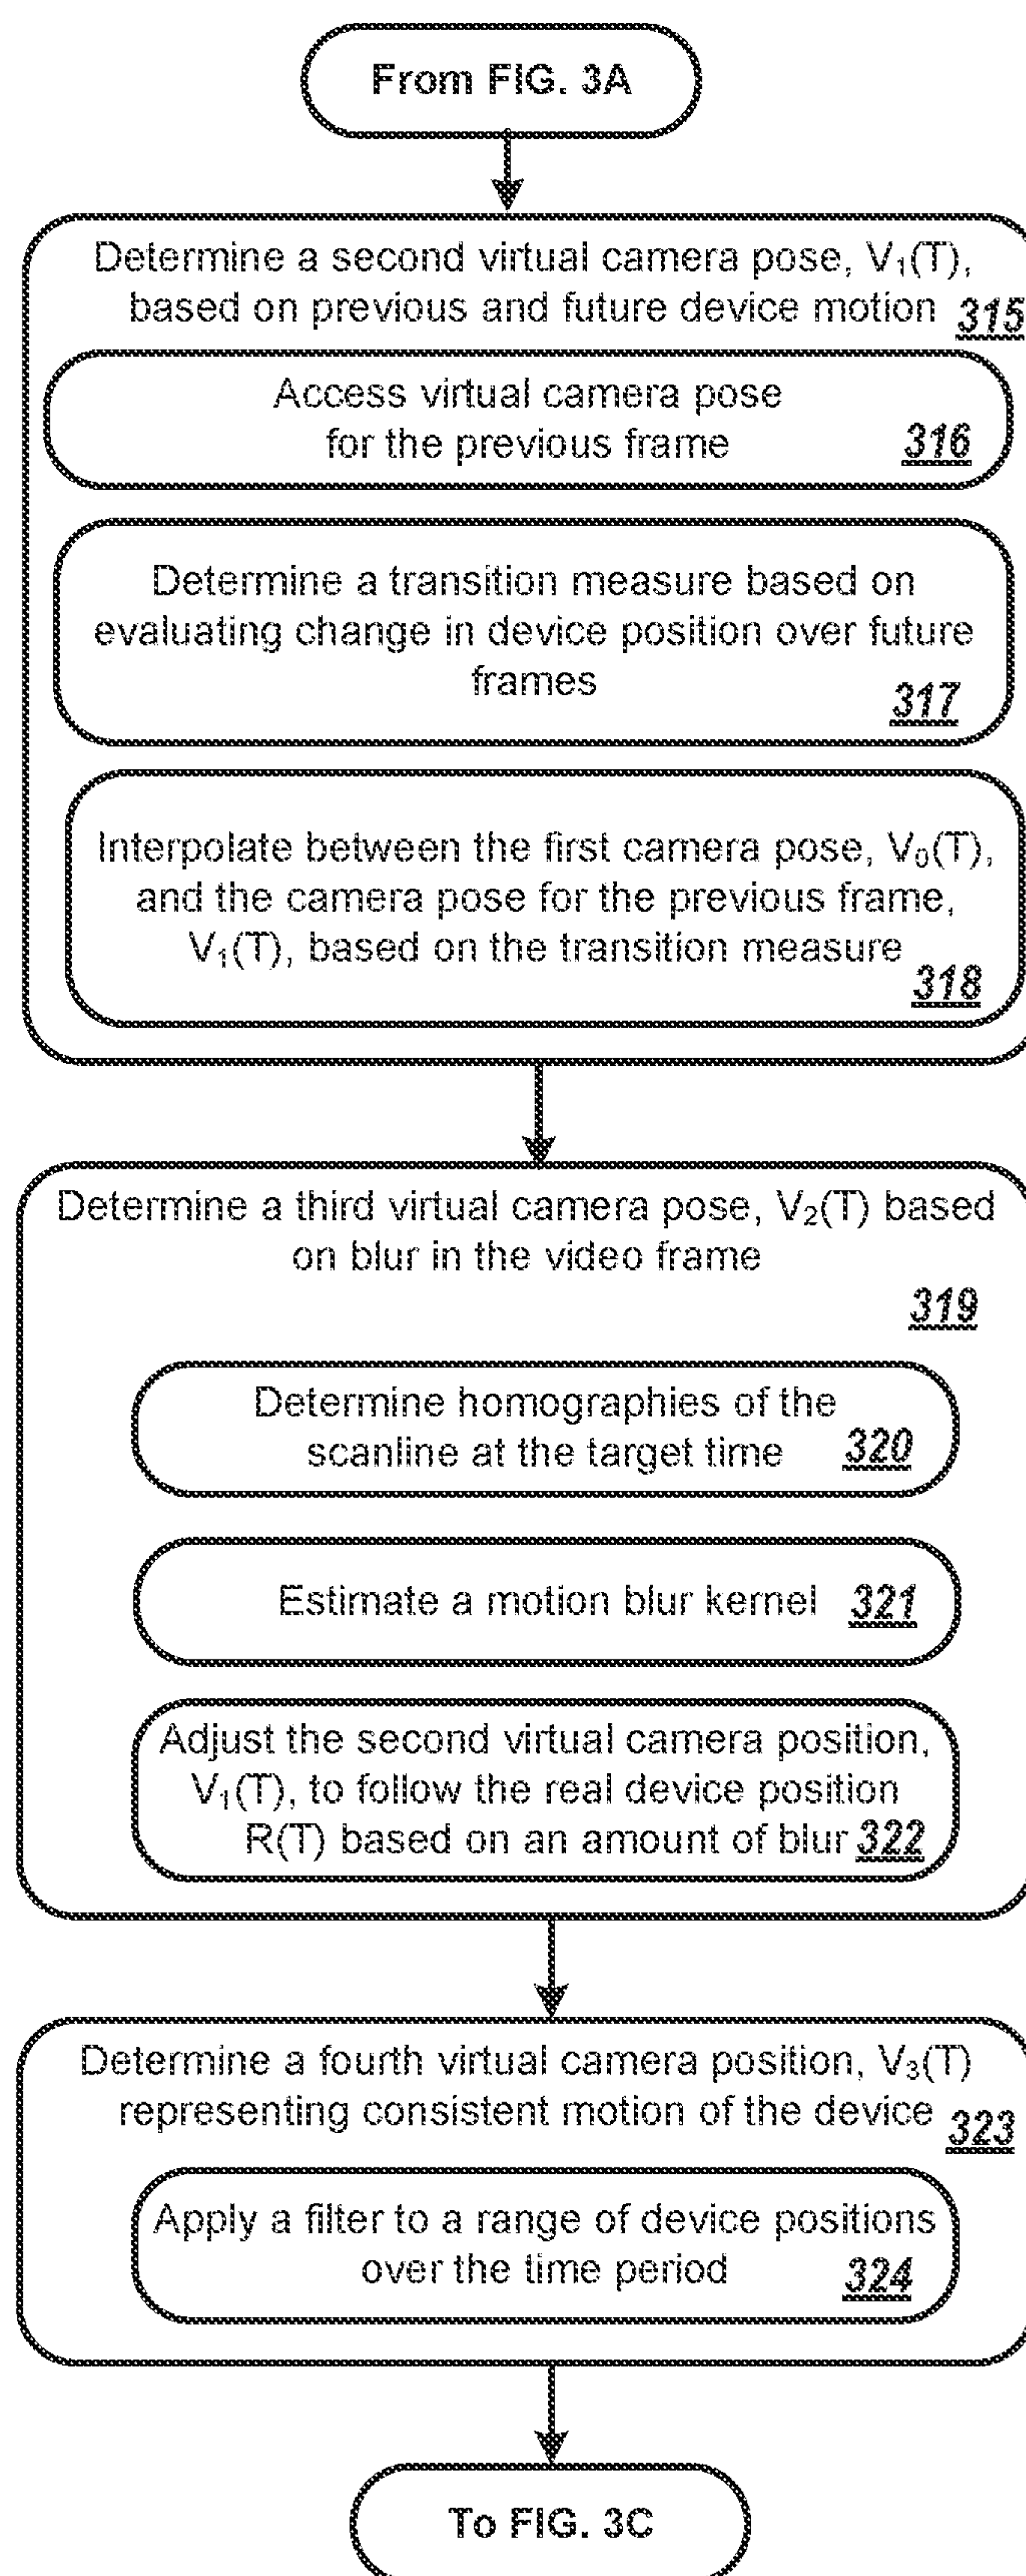 From FIG. 3A
Determine a second virtual camera pose, V₁(T),
based on previous and future device motion 315
Access virtual camera pose
for the previous frame 316
Determine a transition measure based on
evaluating change in device position over future
frames
317
Interpolate between the first camera pose, V₀(T),
and the camera pose for the previous frame,
V₁(T), based on the transition measure
318
Determine a third virtual camera pose, V₂(T) based
on blur in the video frame
319
Determine homographies of the
scanline at the target time 320
Estimate a motion blur kernel 321
Adjust the second virtual camera position,
V₁(T), to follow the real device position
R(T) based on an amount of blur 322
Determine a fourth virtual camera position, V₃(T)
representing consistent motion of the device 323
Apply a filter to a range of device positions
over the time period 324
To FIG. 3C